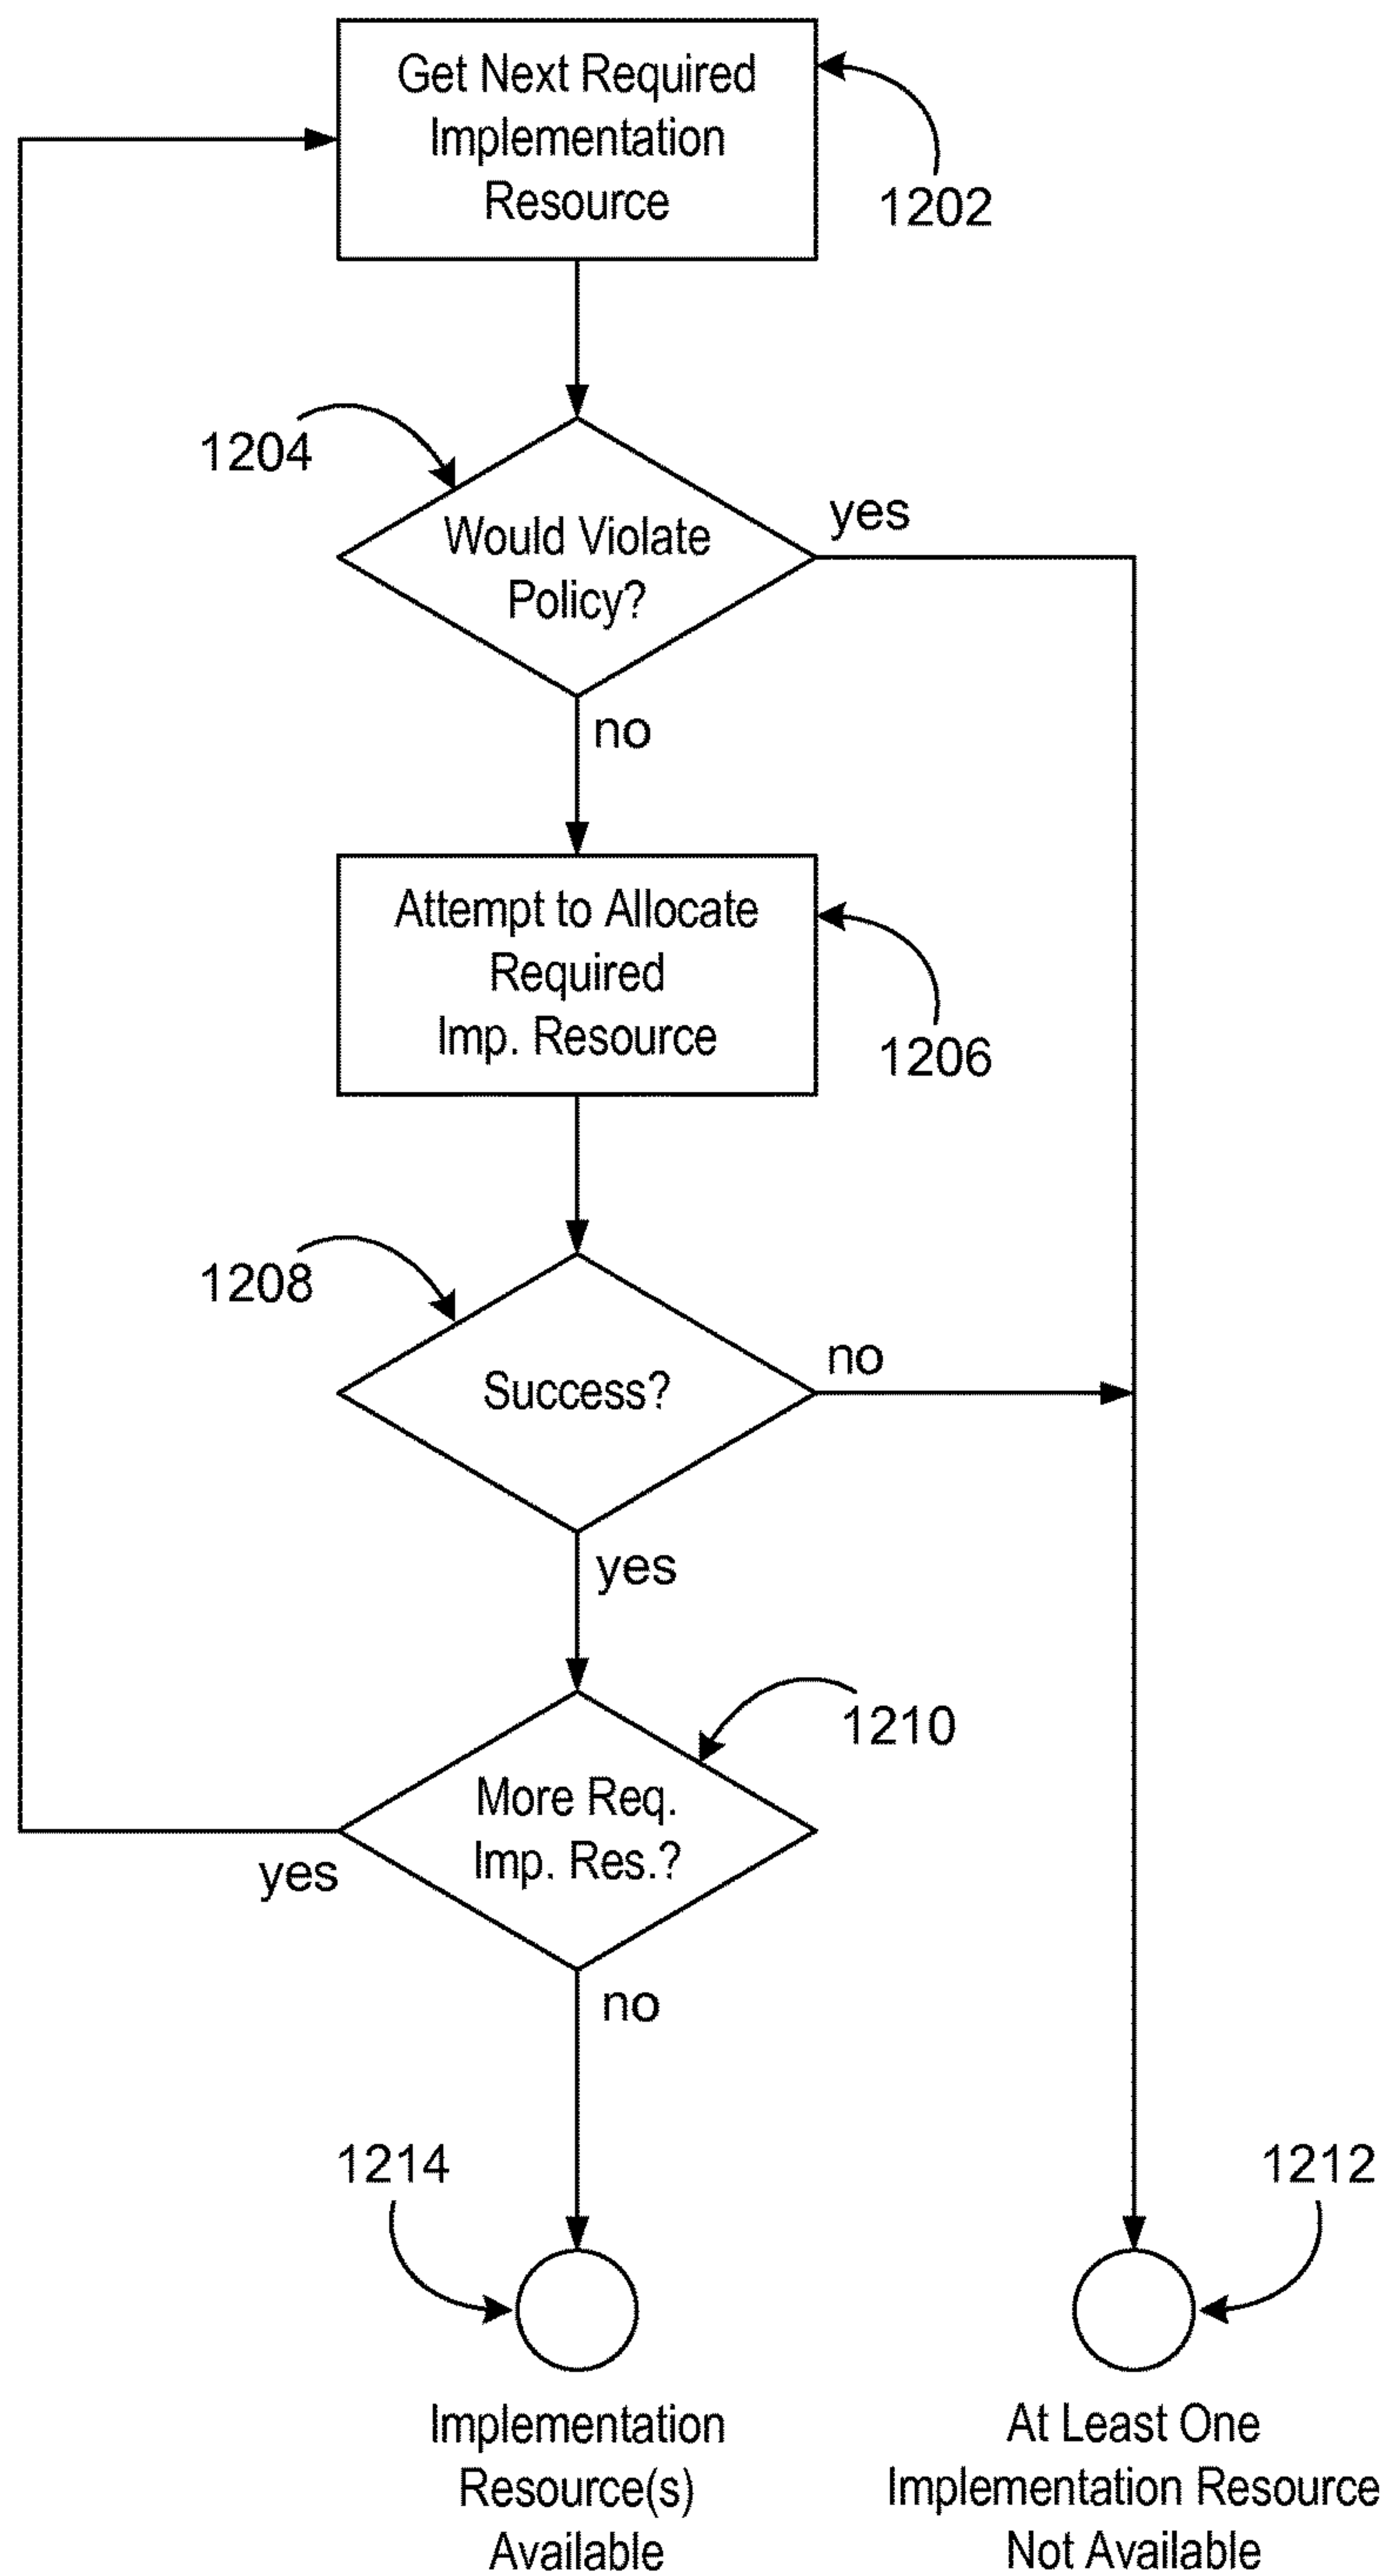 Get Next Required
Implementation
Resource
1202
1204
Would Violate
Policy?
yes
no
Attempt to Allocate
Required
Imp. Resource
1206
1208
Success?
no
yes
1210
More Req.
Imp. Res.?
yes
no
1214
1212
Implementation
Resource(s)
Available
At Least One
Implementation Resource
Not Available